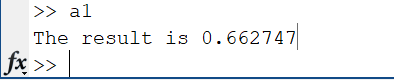 >> a1
The result is 0.662747
fx >>